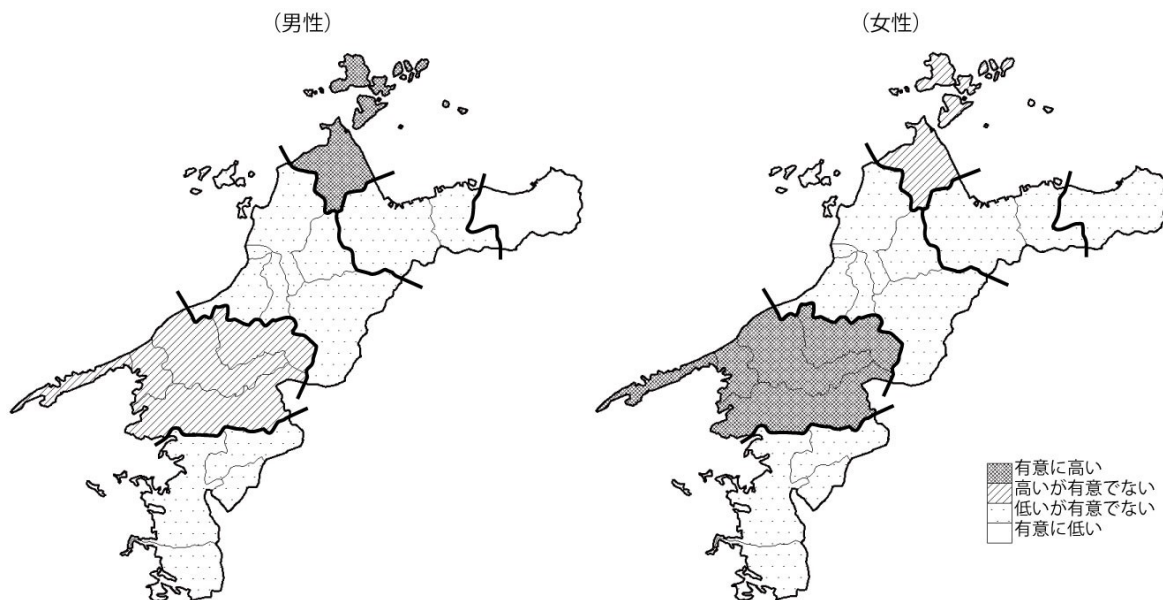 (男性)
(女性)
有意に高い
高いが有意でない
低いが有意でない
有意に低い